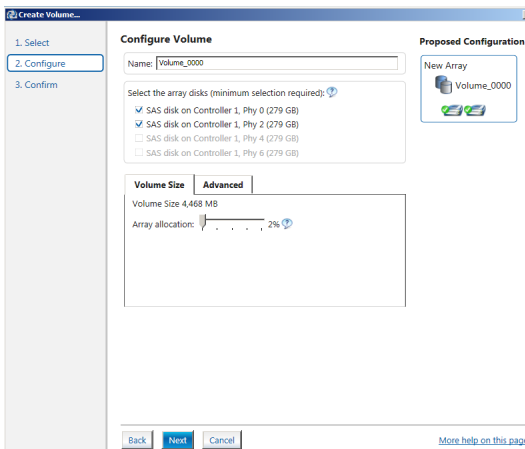 Create Volume...
1. Select
2. Configure
3. Confirm
Configure Volume
Name: Volume_0000
Select the array disks (minimum selection required):
SAS disk on Controller 1, Phy 0 (279 GB)
SAS disk on Controller 1, Phy 2 (279 GB)
SAS disk on Controller 1, Phy 4 (279 GB)
SAS disk on Controller 1, Phy 6 (279 GB)
Volume Size Advanced
Volume Size 4,468 MB
Array allocation: 2%
Proposed Configuration
New Array
Volume_0000
Back Next Cancel
More help on this page